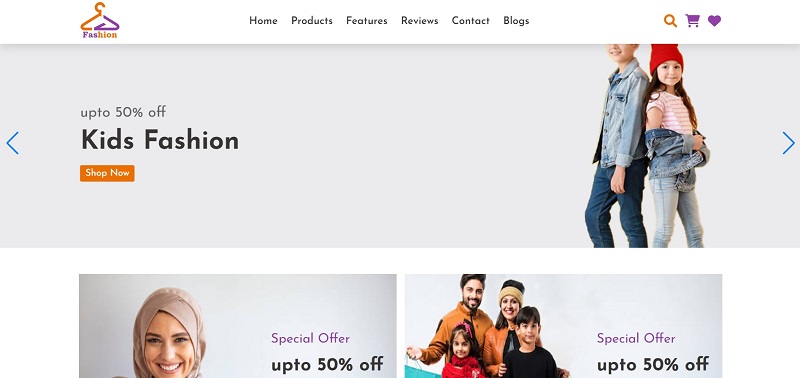 Fashion
Home Products Features Reviews Contact Blogs
upto 50% off
Kids Fashion
Shop Now
Special Offer
upto 50% off
Special Offer
upto 50% off